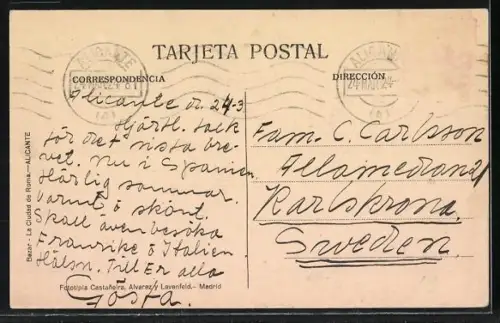 TARJETA POSTAL
CORRESPONDENCIA
Alicante d. 24-3
Hjärtl. tack
för det sista bre-
vet. Nu i Spanien.
Härlig sommar.
Varmt o skönt.
Skall även besöka
Frankrike o Italien.
Hälsn. Till Er alla
Gösta.
DIRECCIÓN
Fam. C. Carlsson
Karlskrona
Sweden.
ALICANTE
ALICANTE
Bazar - La Ciudad de Roma.—ALICANTE
Fototipia Castañeira, Alvarez y Levenfeld.- Madrid